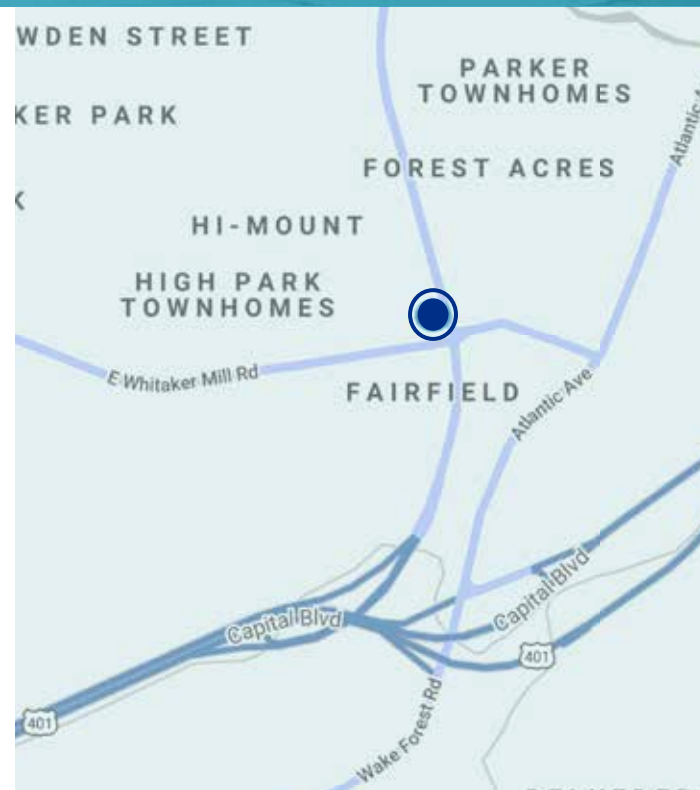 WDEN STREET
PARKER
TOWNHOMES
KER PARK
Atlantic
FOREST ACRES
K
HI-MOUNT
HIGH PARK
TOWNHOMES
E Whitaker Mill Rd
FAIRFIELD
Atlantic Ave
Capital Blvd
Capital Blvd
401
401
Wake Forest Rd